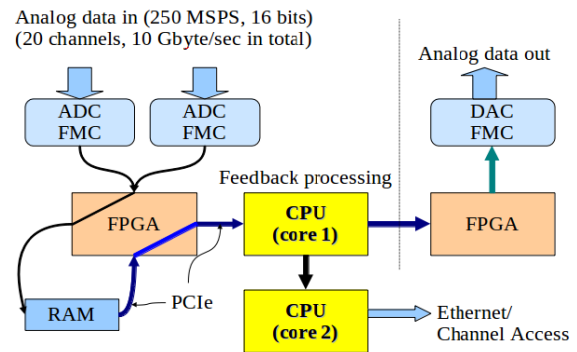 Analog data in (250 MSPS, 16 bits)
(20 channels, 10 Gbyte/sec in total)
Analog data out
ADC
FMC
ADC
FMC
DAC
FMC
Feedback processing
FPGA
CPU
(core 1)
FPGA
RAM
PCIe
CPU
(core 2)
Ethernet/
Channel Access